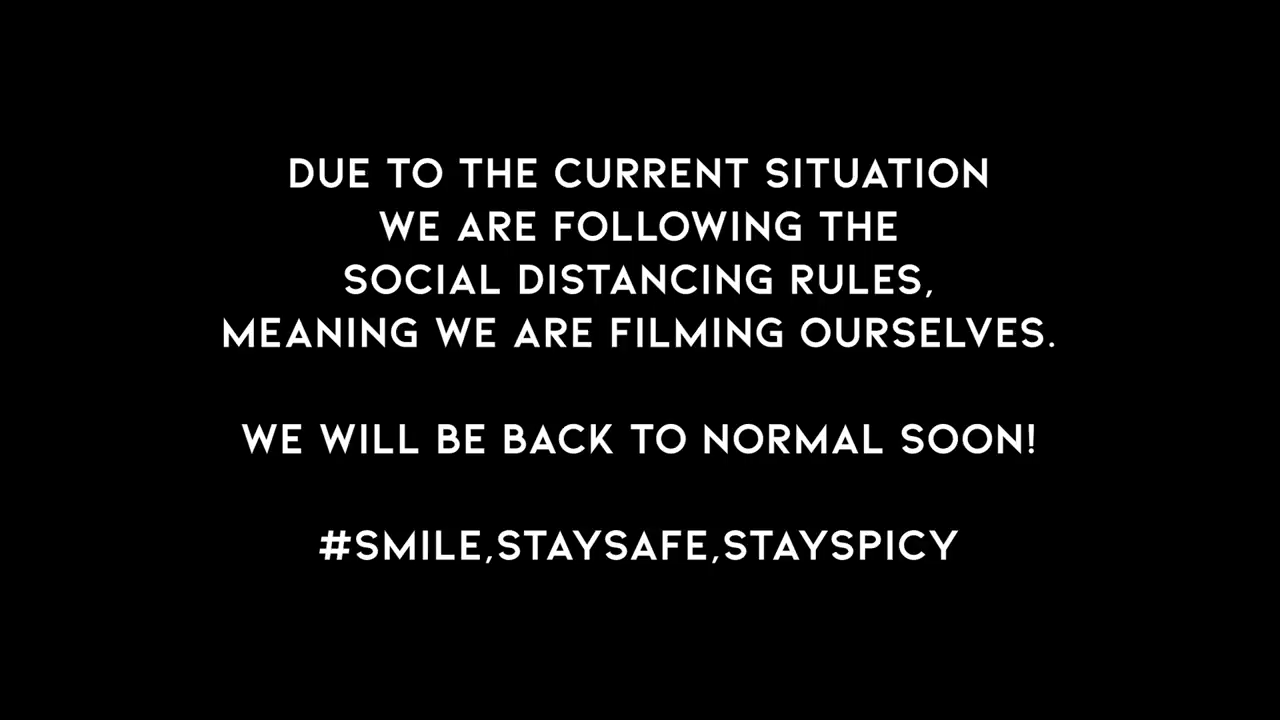 DUE TO THE CURRENT SITUATION
WE ARE FOLLOWING THE
SOCIAL DISTANCING RULES,
MEANING WE ARE FILMING OURSELVES.
WE WILL BE BACK TO NORMAL SOON!
#SMILE,STAYSAFE,STAYSPICY